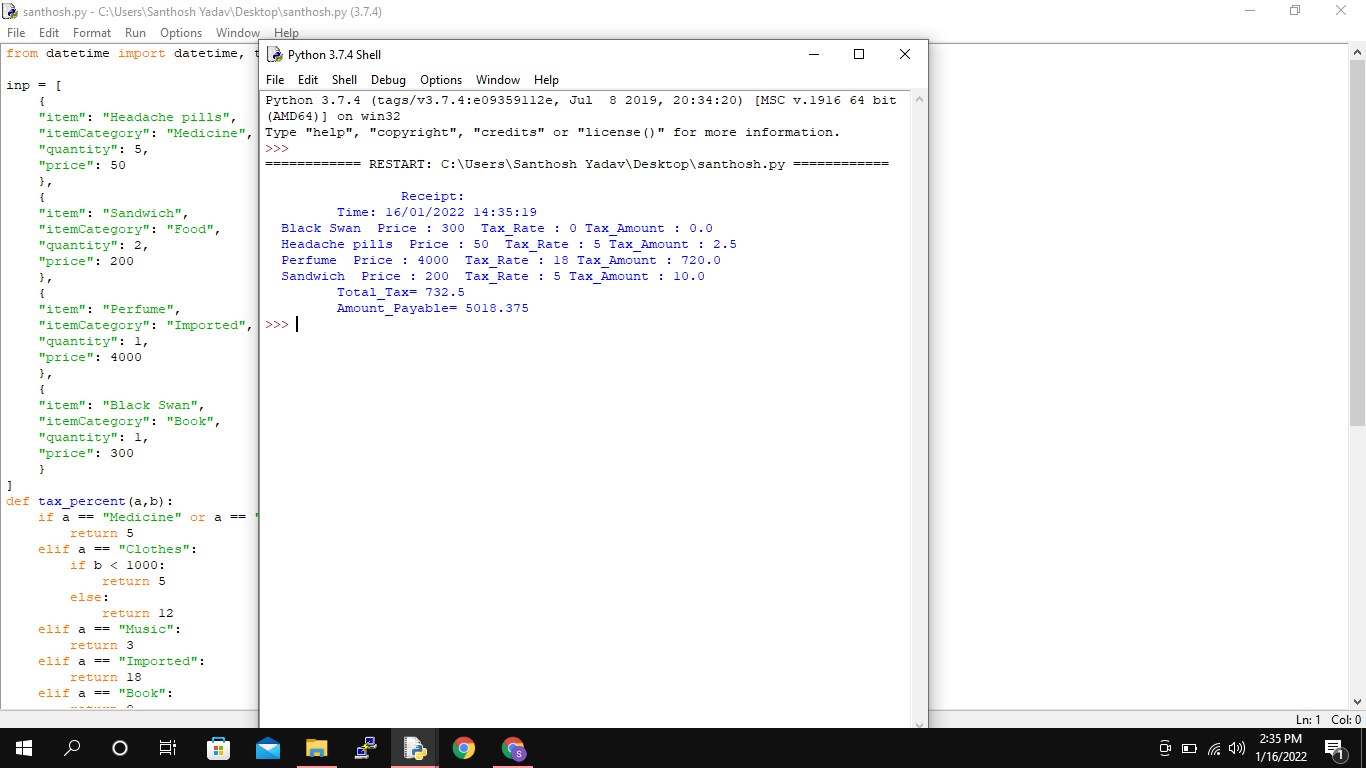 santhosh.py - C:\Users\Santhosh Yadav\Desktop\santhosh.py (3.7.4)
File Edit Format Run Options Window Help
from datetime import datetime,
inp = [
{
"item": "Headache pills",
"itemCategory": "Medicine",
"quantity": 5,
"price": 50
},
{
"item": "Sandwich",
"itemCategory": "Food",
"quantity": 2,
"price": 200
},
{
"item": "Perfume",
"itemCategory": "Imported",
"quantity": 1,
"price": 4000
},
{
"item": "Black Swan",
"itemCategory": "Book",
"quantity": 1,
"price": 300
}
]
def tax_percent(a,b):
if a == "Medicine" or a == "
return 5
elif a == "Clothes":
if b < 1000:
return 5
else:
return 12
elif a == "Music":
return 3
elif a == "Imported":
return 18
elif a == "Book":
Python 3.7.4 Shell
File Edit Shell Debug Options Window Help
Python 3.7.4 (tags/v3.7.4:e09359112e, Jul  8 2019, 20:34:20) [MSC v.1916 64 bit
(AMD64)] on win32
Type "help", "copyright", "credits" or "license()" for more information.
>>>
============ RESTART: C:\Users\Santhosh Yadav\Desktop\santhosh.py ============
Receipt:
Time: 16/01/2022 14:35:19
Black Swan  Price : 300  Tax_Rate : 0 Tax_Amount : 0.0
Headache pills  Price : 50  Tax_Rate : 5 Tax_Amount : 2.5
Perfume  Price : 4000  Tax_Rate : 18 Tax_Amount : 720.0
Sandwich  Price : 200  Tax_Rate : 5 Tax_Amount : 10.0
Total_Tax= 732.5
Amount_Payable= 5018.375
>>>
Ln: 1 Col: 0
2:35 PM
1/16/2022
1
S